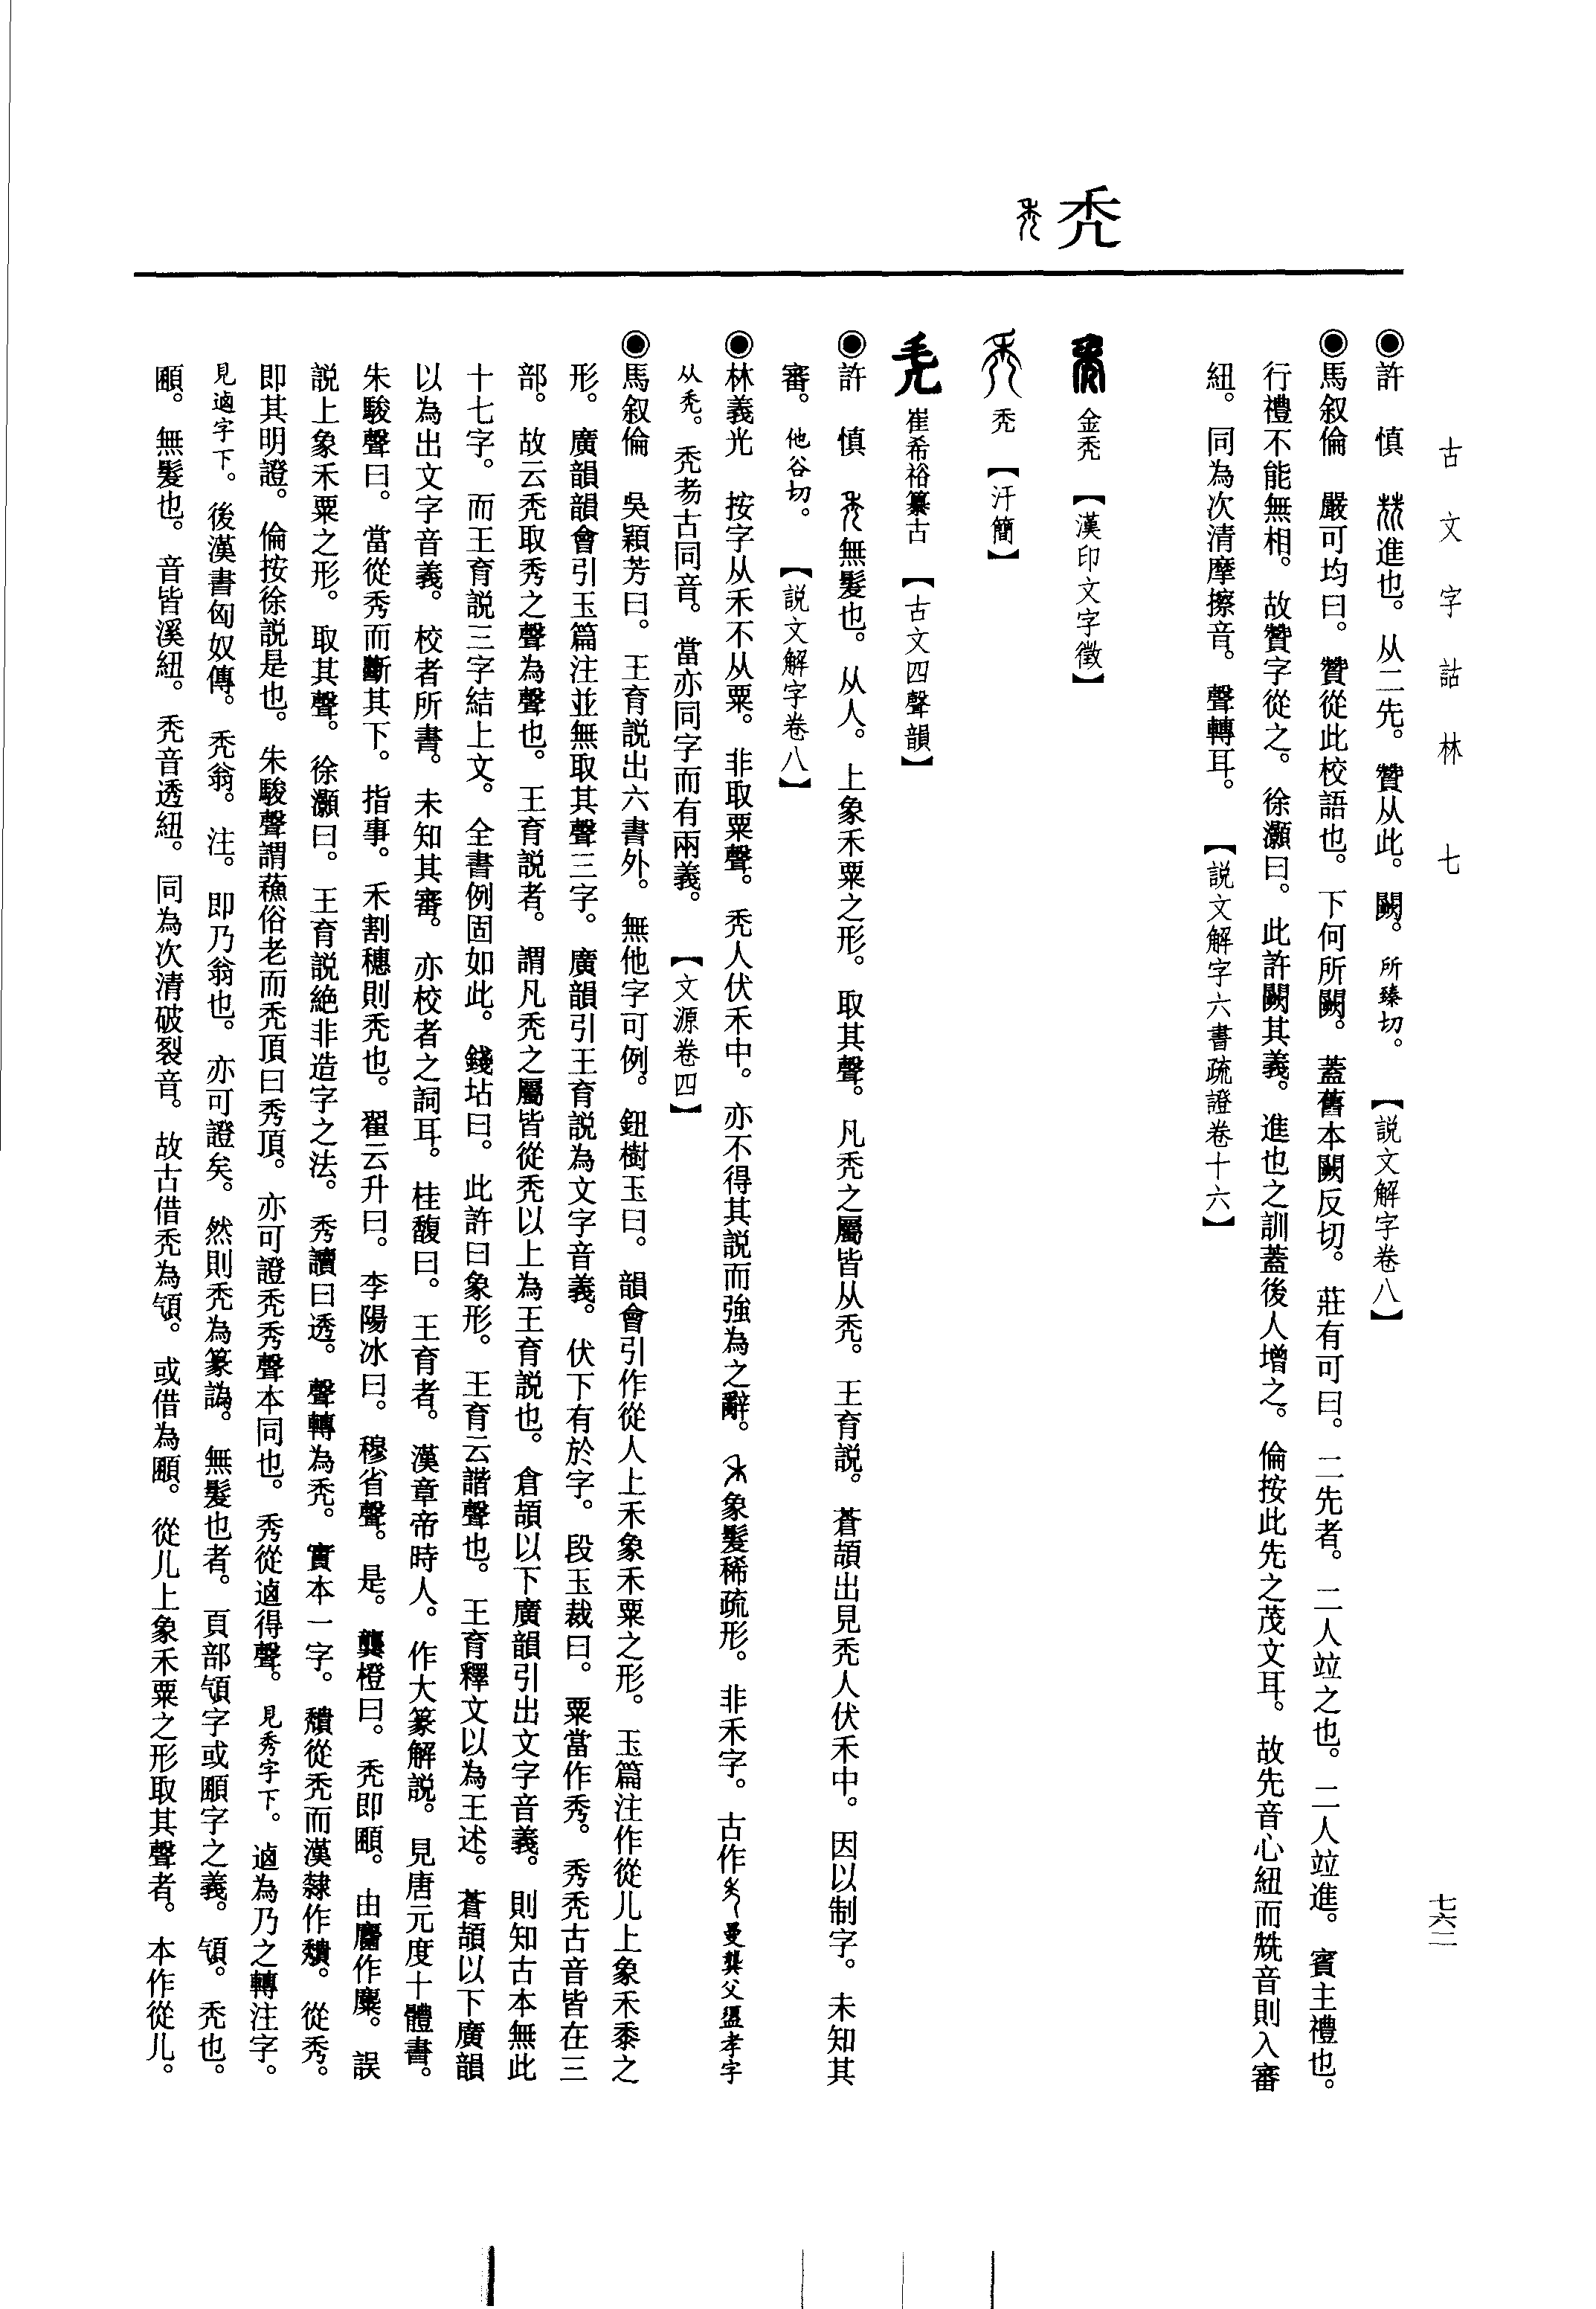 古文字詁林 七
七六二
禿
◉許　慎　兟進也。从二先。贊从此。闕。所臻切。【説文解字卷八】
◉馬叙倫　嚴可均曰。贊從此校語也。下何所闕。蓋舊本闕反切。莊有可曰。二先者。二人竝之也。二人竝進。賓主禮也。
行禮不能無相。故贊字從之。徐灝曰。此許闕其義。進也之訓蓋後人增之。倫按此先之茂文耳。故先音心紐而兟音則入審
紐。同為次清摩擦音。聲轉耳。【説文解字六書疏證卷十六】
金禿【漢印文字徵】
禿【汗簡】
崔希裕纂古【古文四聲韻】
◉許　慎　無髮也。从人。上象禾粟之形。取其聲。凡禿之屬皆从禿。王育説。蒼頡出見禿人伏禾中。因以制字。未知其
審。他谷切。【説文解字卷八】
◉林義光　按字从禾不从粟。非取粟聲。禿人伏禾中。亦不得其説而強為之辭。象髮稀疏形。非禾字。古作曼龏父盨孝字
从禿。禿耇古同音。當亦同字而有兩義。【文源卷四】
◉馬叙倫　吳穎芳曰。王育説出六書外。無他字可例。鈕樹玉曰。韻會引作從人上禾象禾粟之形。玉篇注作從儿上象禾黍之
形。廣韻韻會引玉篇注並無取其聲三字。廣韻引王育説為文字音義。伏下有於字。段玉裁曰。粟當作秀。秀禿古音皆在三
部。故云禿取秀之聲為聲也。王育説者。謂凡禿之屬皆從禿以上為王育説也。倉頡以下廣韻引出文字音義。則知古本無此
十七字。而王育説三字結上文。全書例固如此。錢坫曰。此許曰象形。王育云諧聲也。王育釋文以為王述。蒼頡以下廣韻
以為出文字音義。校者所書。未知其審。亦校者之詞耳。桂馥曰。王育者。漢章帝時人。作大篆解説。見唐元度十體書。
朱駿聲曰。當從秀而斷其下。指事。禾割穗則禿也。翟云升曰。李陽冰曰。穆省聲。是。龔橙曰。禿即顅。由麕作麇。誤
説上象禾粟之形。取其聲。徐灝曰。王育説絶非造字之法。秀讀曰透。聲轉為禿。實本一字。穨從禿而漢隸作穨。從秀。
即其明證。倫按徐説是也。朱駿聲謂蘓俗老而禿頂曰秀頂。亦可證禿秀聲本同也。秀從逌得聲。見秀字下。逌為乃之轉注字。
見逌字下。後漢書匈奴傳。禿翁。注。即乃翁也。亦可證矣。然則禿為篆譌。無髮也者。頁部頎字或顅字之義。頎。禿也。
顅。無髮也。音皆溪紐。禿音透紐。同為次清破裂音。故古借禿為頎。或借為顅。從儿上象禾粟之形取其聲者。本作從儿。